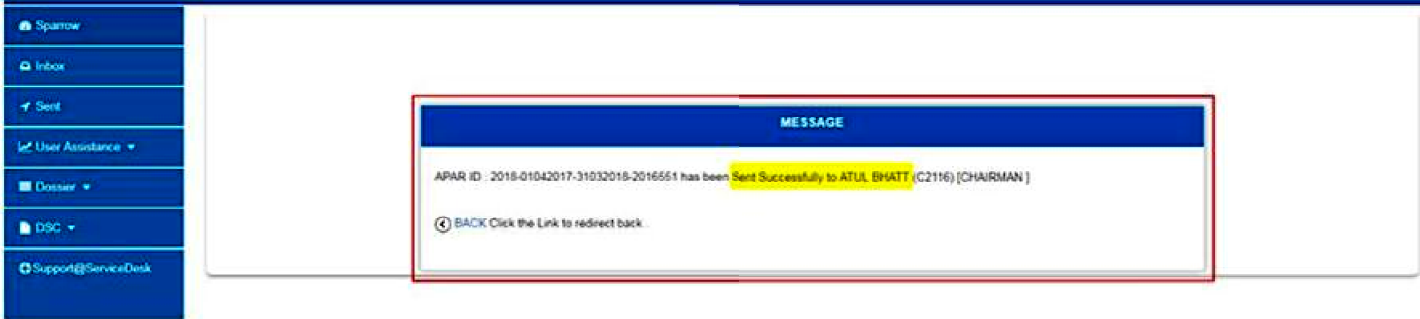 Sparrow
Inbox
Sent
User Assistance
Dossier
DSC
Support@ServiceDesk
MESSAGE
APAR ID : 2018-01042017-31032018-2016551 has been Sent Successfully to ATUL BHATT (C2116) [CHAIRMAN ]
BACK Click the Link to redirect back..